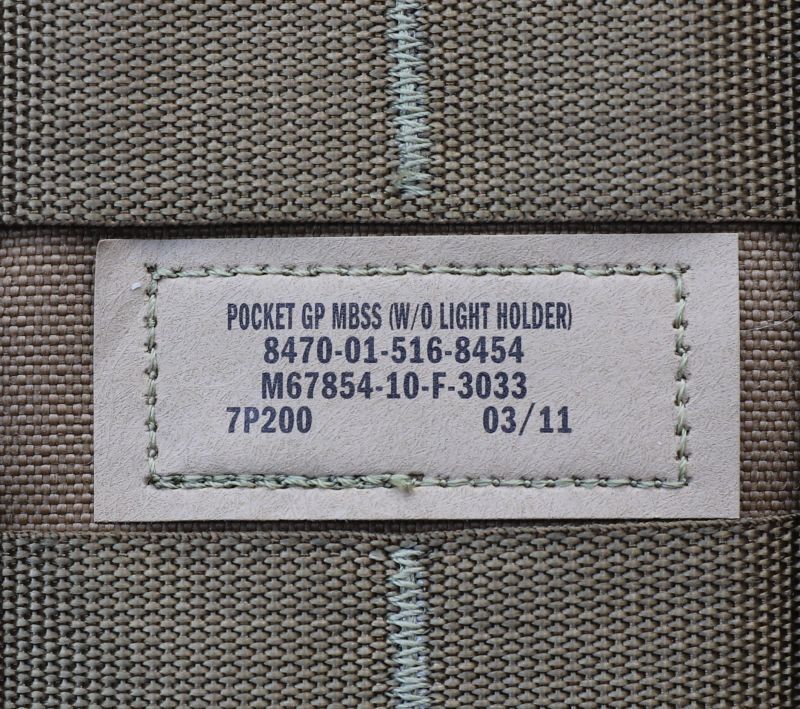 POCKET GP MBSS (W/O LIGHT HOLDER)
8470-01-516-8454
M67854-10-F-3033
7P200 03/11